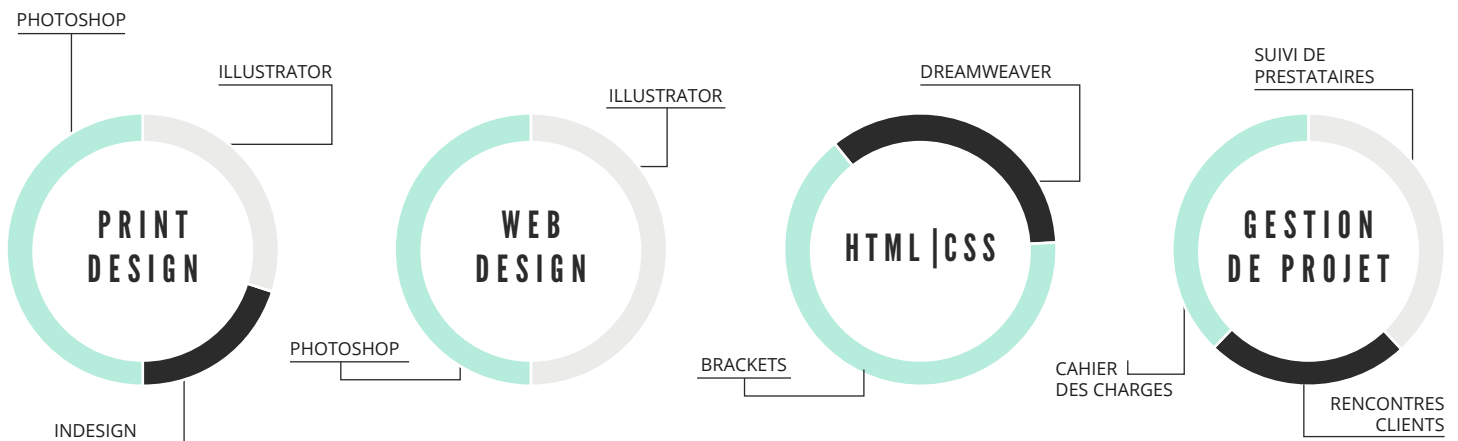 PHOTOSHOP
ILLUSTRATOR
PRINT
DESIGN
INDESIGN
ILLUSTRATOR
WEB
DESIGN
PHOTOSHOP
DREAMWEAVER
HTML|CSS
BRACKETS
SUIVI DE
PRESTATAIRES
GESTION
DE PROJET
CAHIER
DES CHARGES
RENCONTRES
CLIENTS